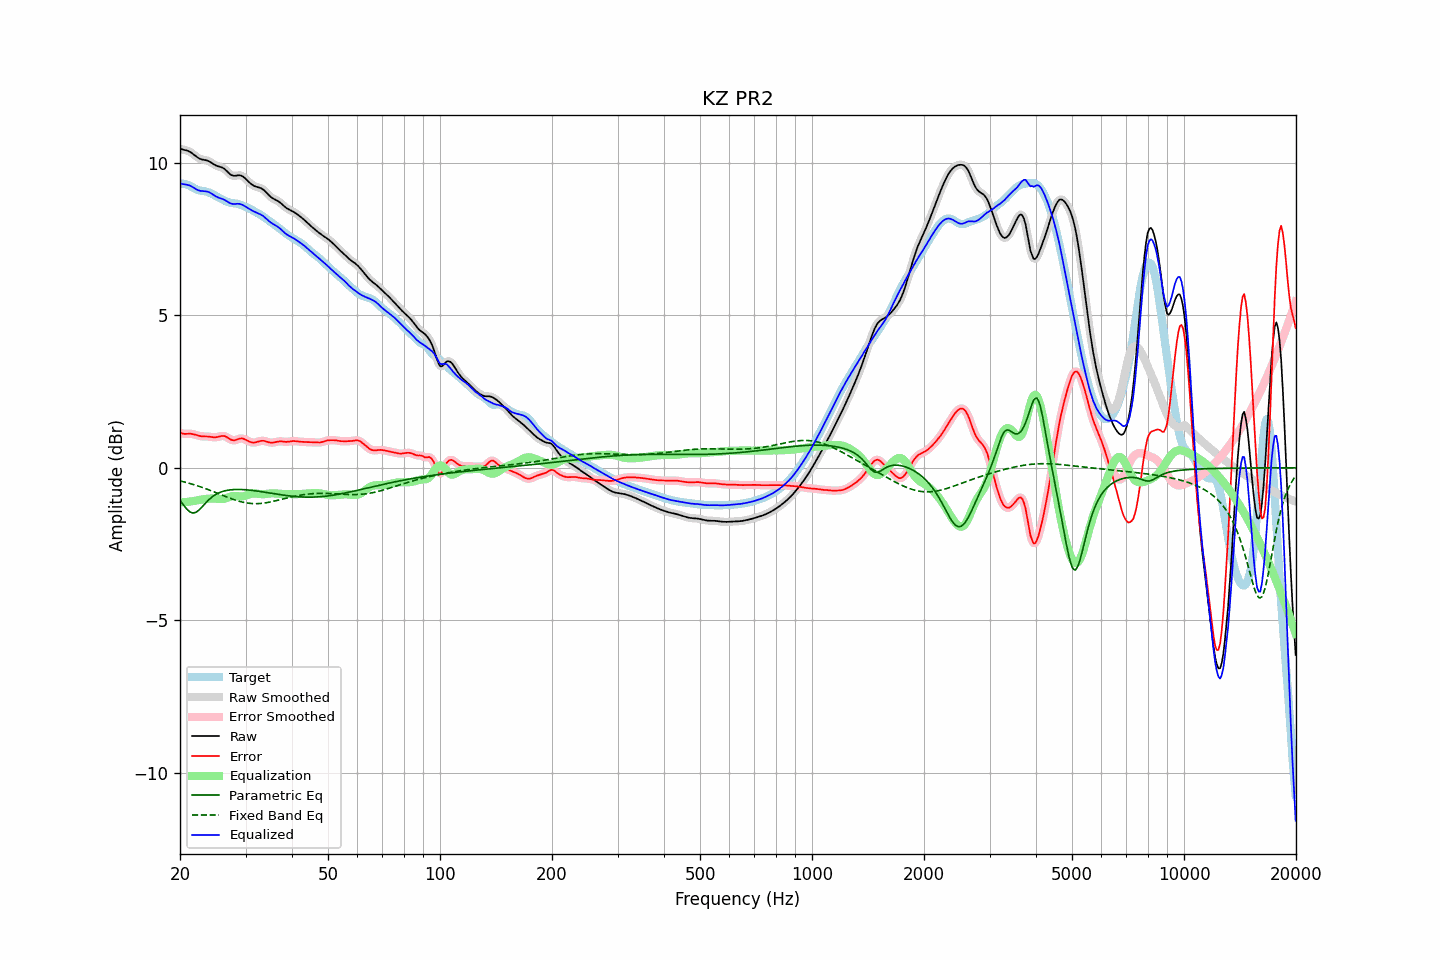 KZ PR2
Amplitude (dBr)
10
5
0
−5
−10
Target
Raw Smoothed
Error Smoothed
Raw
Error
Equalization
Parametric Eq
Fixed Band Eq
Equalized
20 50 100 200 500 1000 2000 5000 10000 20000
Frequency (Hz)